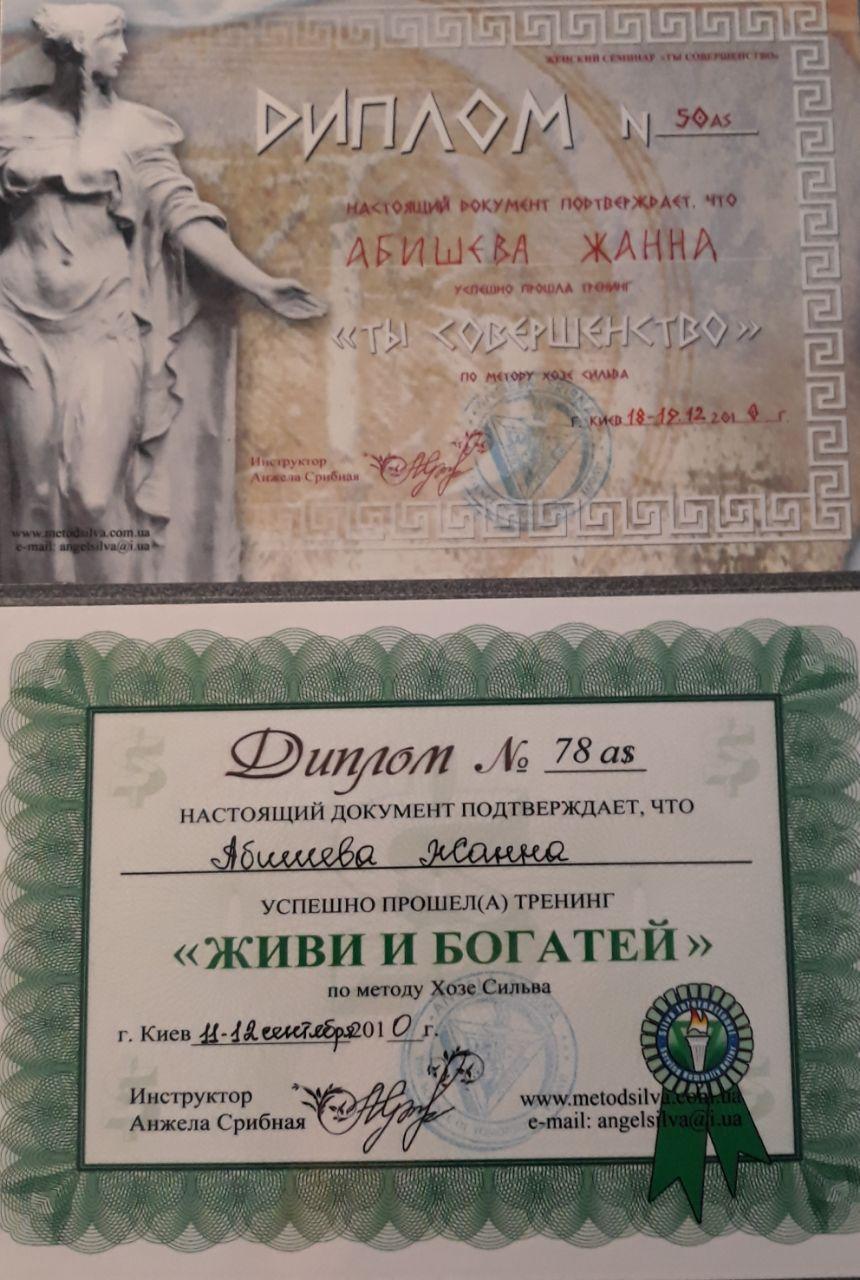 ЖЕНСКИЙ СЕМИНАР «ТЫ СОВЕРШЕНСТВО»
ДИПЛОМ N 50AS
НАСТОЯЩИЙ ДОКУМЕНТ ПОДТВЕРЖДАЕТ, ЧТО
АБИШЕВА ЖАННА
УСПЕШНО ПРОШЛА ТРЕНИНГ
«ТЫ СОВЕРШЕНСТВО»
ПО МЕТОДУ ХОЗЕ СИЛЬВА
Г. КИЕВ 18-19.12 2010 Г.
Инструктор
Анжела Срибная
www.metodsilva.com.ua
e-mail: angelsilva@i.ua
Диплом № 78 as
НАСТОЯЩИЙ ДОКУМЕНТ ПОДТВЕРЖДАЕТ, ЧТО
Абишева Жанна
УСПЕШНО ПРОШЕЛ(А) ТРЕНИНГ
«ЖИВИ И БОГАТЕЙ»
по методу Хозе Сильва
г. Киев 11-12 сентября 2010 г.
Инструктор
Анжела Срибная
www.metodsilva.com.ua
e-mail: angelsilva@i.ua